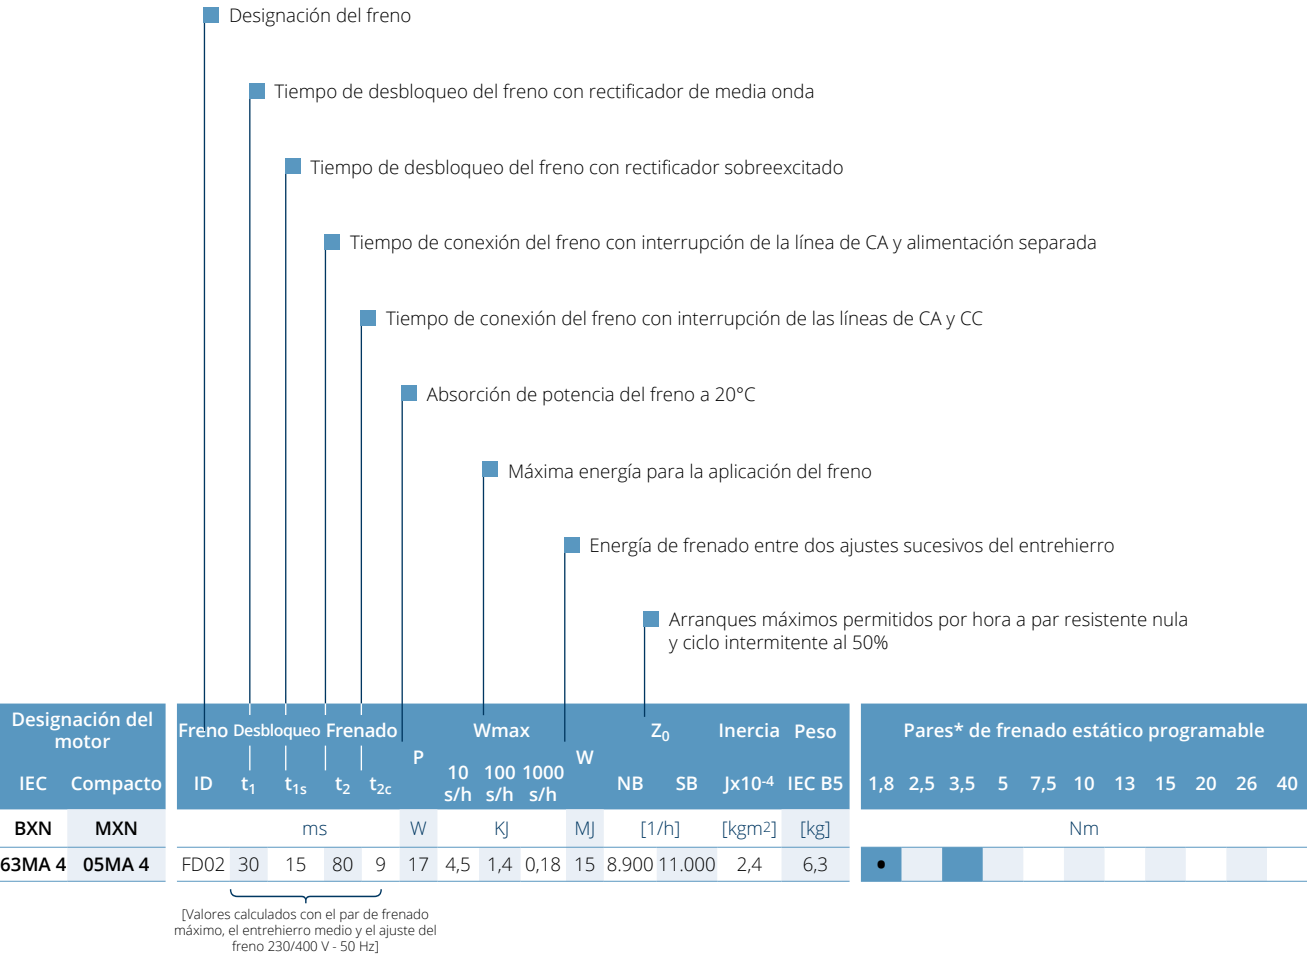 Designación del freno
Tiempo de desbloqueo del freno con rectificador de media onda
Tiempo de desbloqueo del freno con rectificador sobreexcitado
Tiempo de conexión del freno con interrupción de la línea de CA y alimentación separada
Tiempo de conexión del freno con interrupción de las líneas de CA y CC
Absorción de potencia del freno a 20°C
Máxima energía para la aplicación del freno
Energía de frenado entre dos ajustes sucesivos del entrehierro
Arranques máximos permitidos por hora a par resistente nula
y ciclo intermitente al 50%
Designación del
motor
Freno Desbloqueo Frenado P Wmax W Z0 Inercia Peso Pares* de frenado estático programable
IEC Compacto ID t1 t1s t2 t2c 10 s/h 100 s/h 1000 s/h NB SB Jx10-4 IEC B5 1,8 2,5 3,5 5 7,5 10 13 15 20 26 40
BXN MXN ms W KJ MJ [1/h] [kgm2] [kg] Nm
63MA 4 05MA 4 FD02 30 15 80 9 17 4,5 1,4 0,18 15 8.900 11.000 2,4 6,3 •
[Valores calculados con el par de frenado
máximo, el entrehierro medio y el ajuste del
freno 230/400 V - 50 Hz]